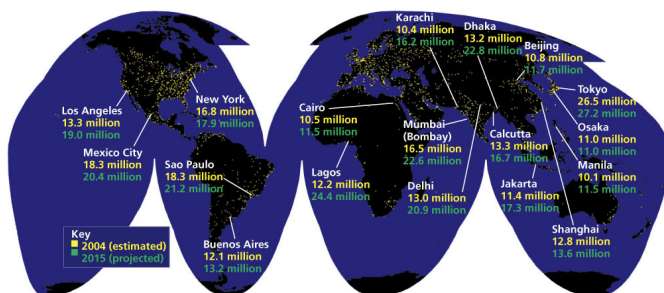 Los Angeles
13.3 million
19.0 million
Mexico City
18.3 million
20.4 million
New York
16.8 million
17.9 million
Sao Paulo
18.3 million
21.2 million
Buenos Aires
12.1 million
13.2 million
Key
2004 (estimated)
2015 (projected)
Cairo
10.5 million
11.5 million
Lagos
12.2 million
24.4 million
Karachi
10.4 million
16.2 million
Mumbai
(Bombay)
16.5 million
22.6 million
Delhi
13.0 million
20.9 million
Dhaka
13.2 million
22.8 million
Calcutta
13.3 million
16.7 million
Beijing
10.8 million
11.7 million
Tokyo
26.5 million
27.2 million
Osaka
11.0 million
11.0 million
Manila
10.1 million
11.5 million
Jakarta
11.4 million
17.3 million
Shanghai
12.8 million
13.6 million